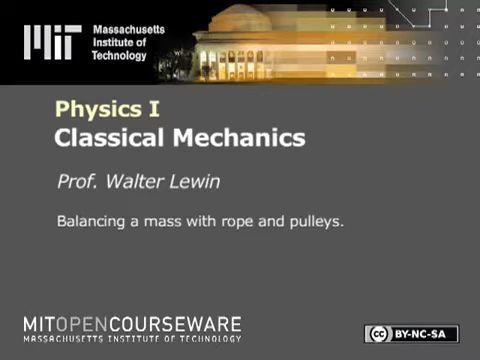 Massachusetts
Institute of
Technology
Physics I
Classical Mechanics
Prof. Walter Lewin
Balancing a mass with rope and pulleys.
MITOPENCOURSEWARE
MASSACHUSETTS INSTITUTE OF TECHNOLOGY
cc BY-NC-SA